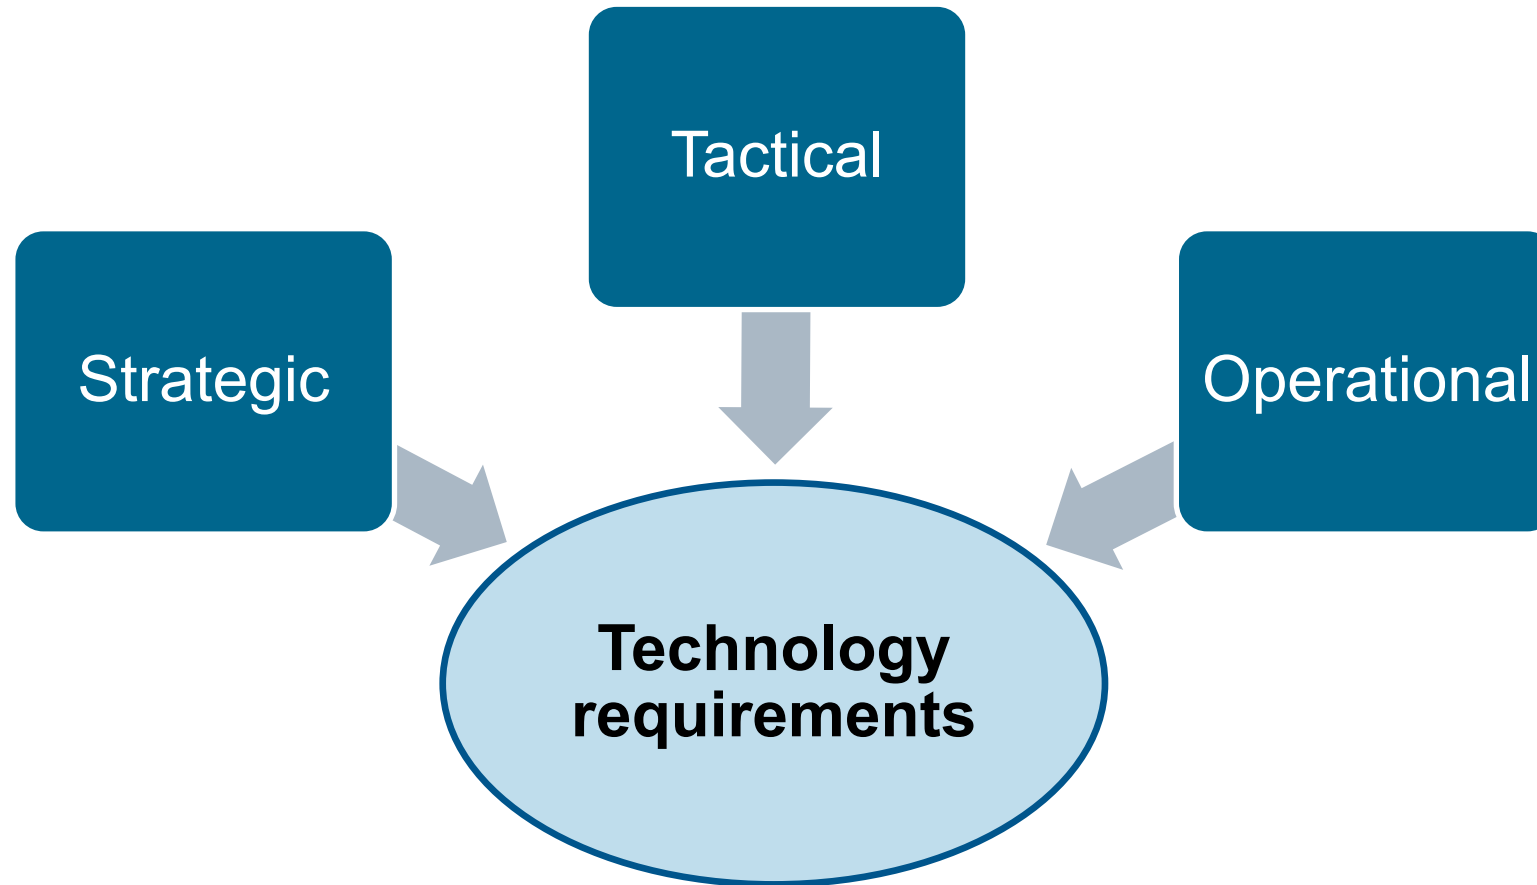 Tactical
Strategic
Operational
Technology
requirements